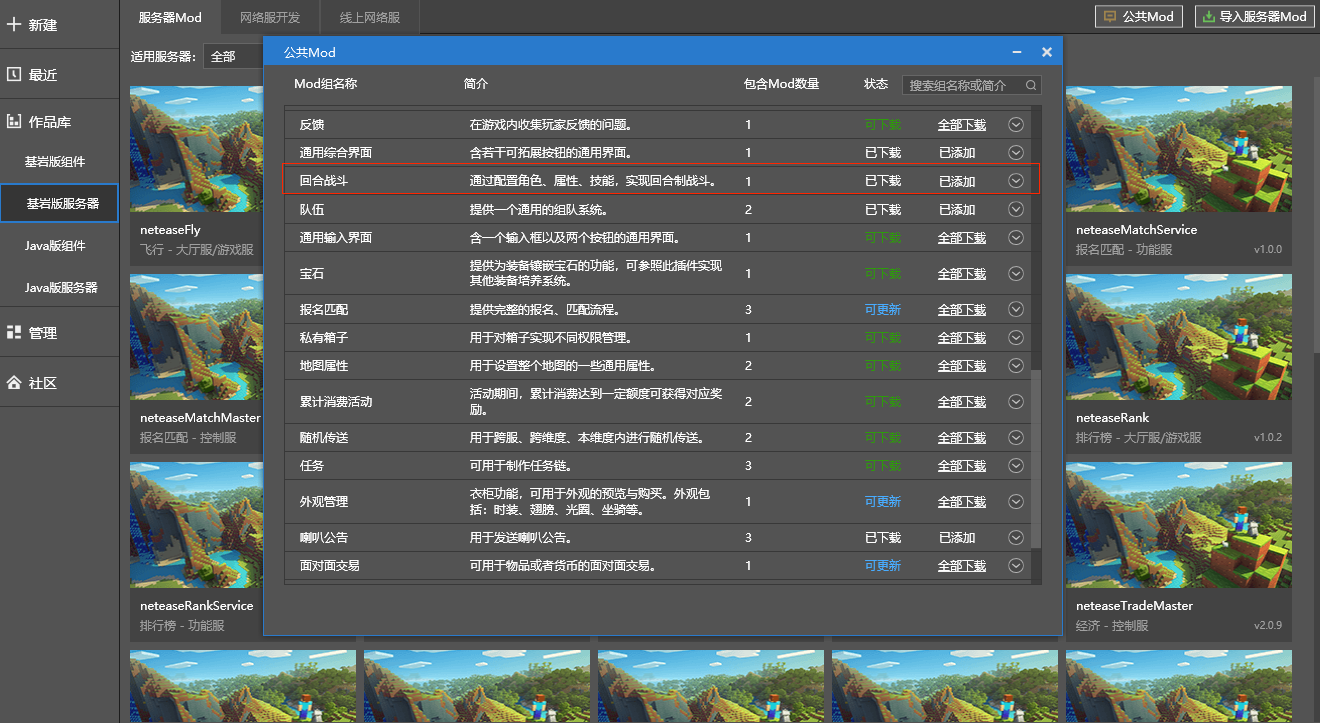 新建
最近
作品库
基岩版组件
基岩版服务器
Java版组件
Java版服务器
管理
社区
服务器Mod
网络服开发
线上网络服
公共Mod
导入服务器Mod
适用服务器:
全部
公共Mod
Mod组名称 简介 包含Mod数量 状态 搜索组名称或简介
反馈 在游戏内收集玩家反馈的问题。 1 可下载 全部下载
通用综合界面 含若干可拓展按钮的通用界面。 1 已下载 已添加
回合战斗 通过配置角色、属性、技能，实现回合制战斗。 1 已下载 已添加
队伍 提供一个通用的组队系统。 2 已下载 已添加
通用输入界面 含一个输入框以及两个按钮的通用界面。 1 可下载 全部下载
宝石 提供为装备镶嵌宝石的功能，可参照此插件实现
其他装备培养系统。 1 可下载 全部下载
报名匹配 提供完整的报名、匹配流程。 3 可更新 全部下载
私有箱子 用于对箱子实现不同权限管理。 1 可下载 全部下载
地图属性 用于设置整个地图的一些通用属性。 2 可下载 全部下载
累计消费活动 活动期间，累计消费达到一定额度可获得对应奖
励。 2 可下载 全部下载
随机传送 用于跨服、跨维度、本维度内进行随机传送。 2 可下载 全部下载
任务 可用于制作任务链。 3 可下载 全部下载
外观管理 衣柜功能，可用于外观的预览与购买。外观包
括：时装、翅膀、光圈、坐骑等。 1 可更新 全部下载
喇叭公告 用于发送喇叭公告。 3 已下载 已添加
面对面交易 可用于物品或者货币的面对面交易。 1 可更新 全部下载
neteaseFly
飞行 - 大厅服/游戏服
neteaseMatchService
报名匹配 - 功能服 v1.0.0
neteaseMatchMaster
报名匹配 - 控制服
neteaseRank
排行榜 - 大厅服/游戏服 v1.0.2
neteaseRankService
排行榜 - 功能服
neteaseTradeMaster
经济 - 控制服 v2.0.9